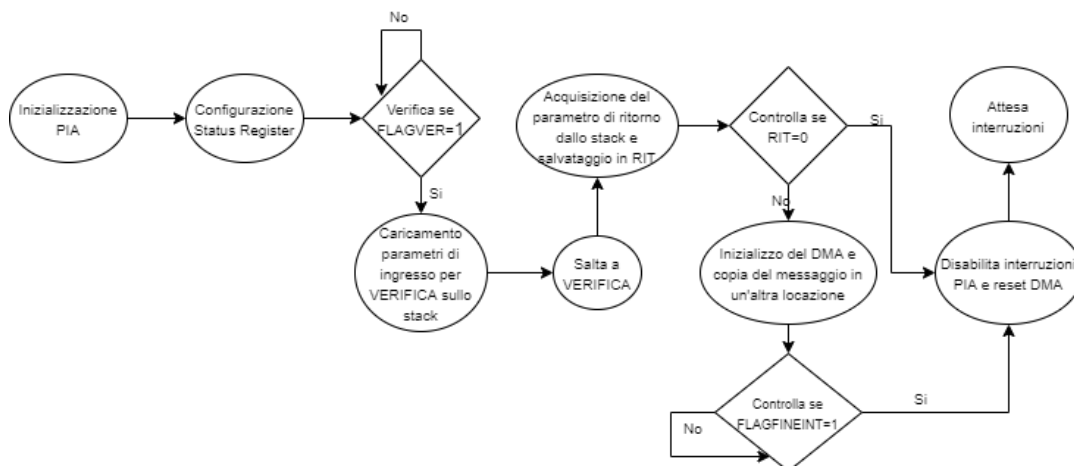 No
Inizializzazione
PIA
Configurazione
Status Register
Verifica se
FLAGVER=1
Si
Caricamento
parametri di
ingresso per
VERIFICA sullo
stack
Salta a
VERIFICA
Acquisizione del
parametro di ritorno
dallo stack e
salvataggio in RIT
Controlla se
RIT=0
Si
No
Inizializzo del DMA e
copia del messaggio in
un'altra locazione
Controlla se
FLAGFINEINT=1
No
Si
Disabilita interruzioni
PIA e reset DMA
Attesa
interruzioni